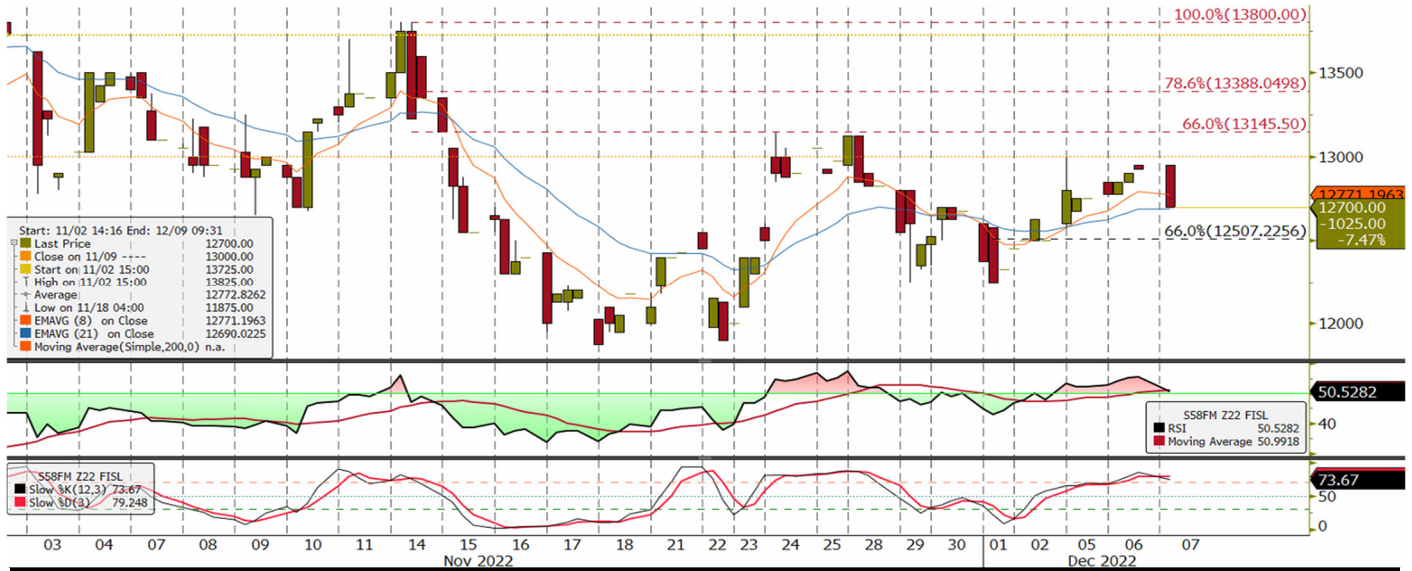 100.0%(13800.00)
13500
78.6%(13388.0498)
66.0%(13145.50)
13000
12771.1963
12700.00
-1025.00
-7.47%
66.0%(12507.2256)
12000
Start: 11/02 14:16 End: 12/09 09:31
Last Price 12700.00
Close on 11/09 ---- 13000.00
Start on 11/02 15:00 13725.00
High on 11/02 15:00 13825.00
Average 12772.8262
Low on 11/18 04:00 11875.00
EMAVG (8) on Close 12771.1963
EMAVG (21) on Close 12690.0225
Moving Average(Simple,200,0) n.a.
50.5282
40
S58FM Z22 FISL
RSI 50.5282
Moving Average 50.9918
S58FM Z22 FISL
Slow %K(12,3) 73.67
Slow %D(3) 79.248
73.67
50
0
03 04 07 08 09 10 11 14 15 16 17 18 21 22 23 24 25 28 29 30 01 02 05 06 07
Nov 2022 Dec 2022